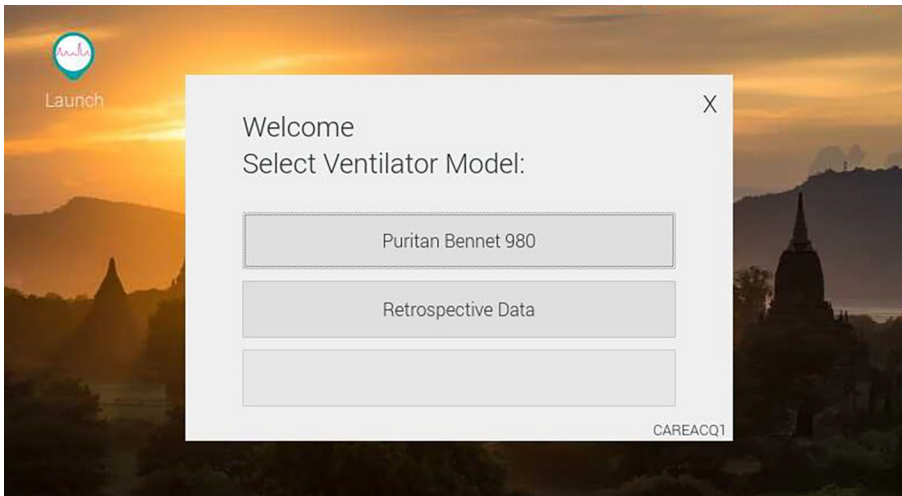 Launch
X
Welcome
Select Ventilator Model:
Puritan Bennet 980
Retrospective Data
CAREACQ1